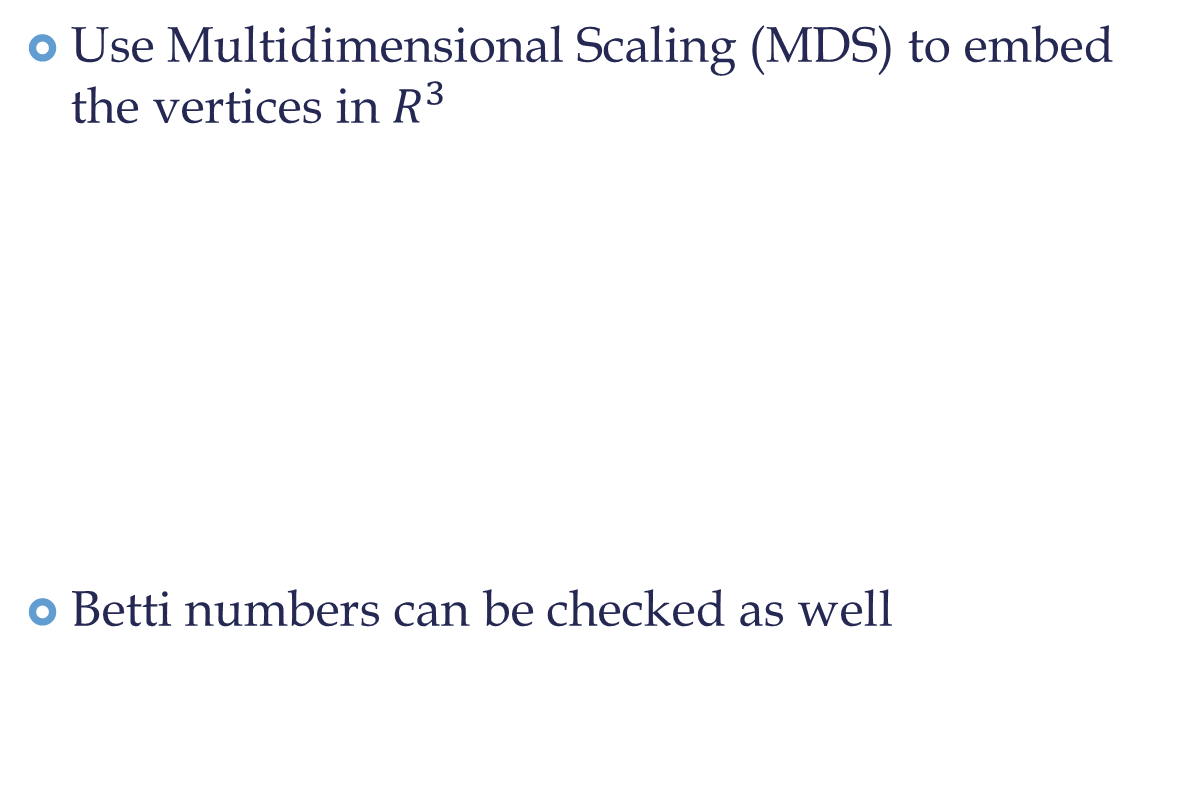 Use Multidimensional Scaling (MDS) to embed
the vertices in R³
Betti numbers can be checked as well